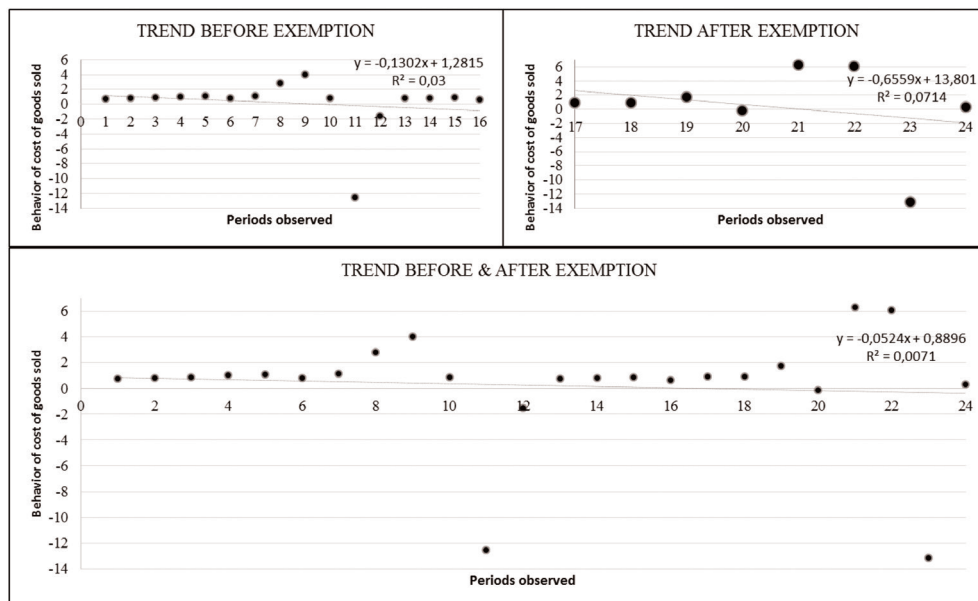 TREND BEFORE EXEMPTION
6
4
2
0
-2
-4
-6
-8
-10
-12
-14
0 1 2 3 4 5 6 7 8 9 10 11 12 13 14 15 16
y = -0,1302x + 1,2815
R² = 0,03
Behavior of cost of goods sold
Periods observed
TREND AFTER EXEMPTION
6
4
2
0
-2
-4
-6
-8
-10
-12
-14
17 18 19 20 21 22 23 24
y = -0,6559x + 13,801
R² = 0,0714
Behavior of cost of goods sold
Periods observed
TREND BEFORE & AFTER EXEMPTION
6
4
2
0
-2
-4
-6
-8
-10
-12
-14
0 2 4 6 8 10 12 14 16 18 20 22 24
y = -0,0524x + 0,8896
R² = 0,0071
Behavior of cost of goods sold
Periods observed